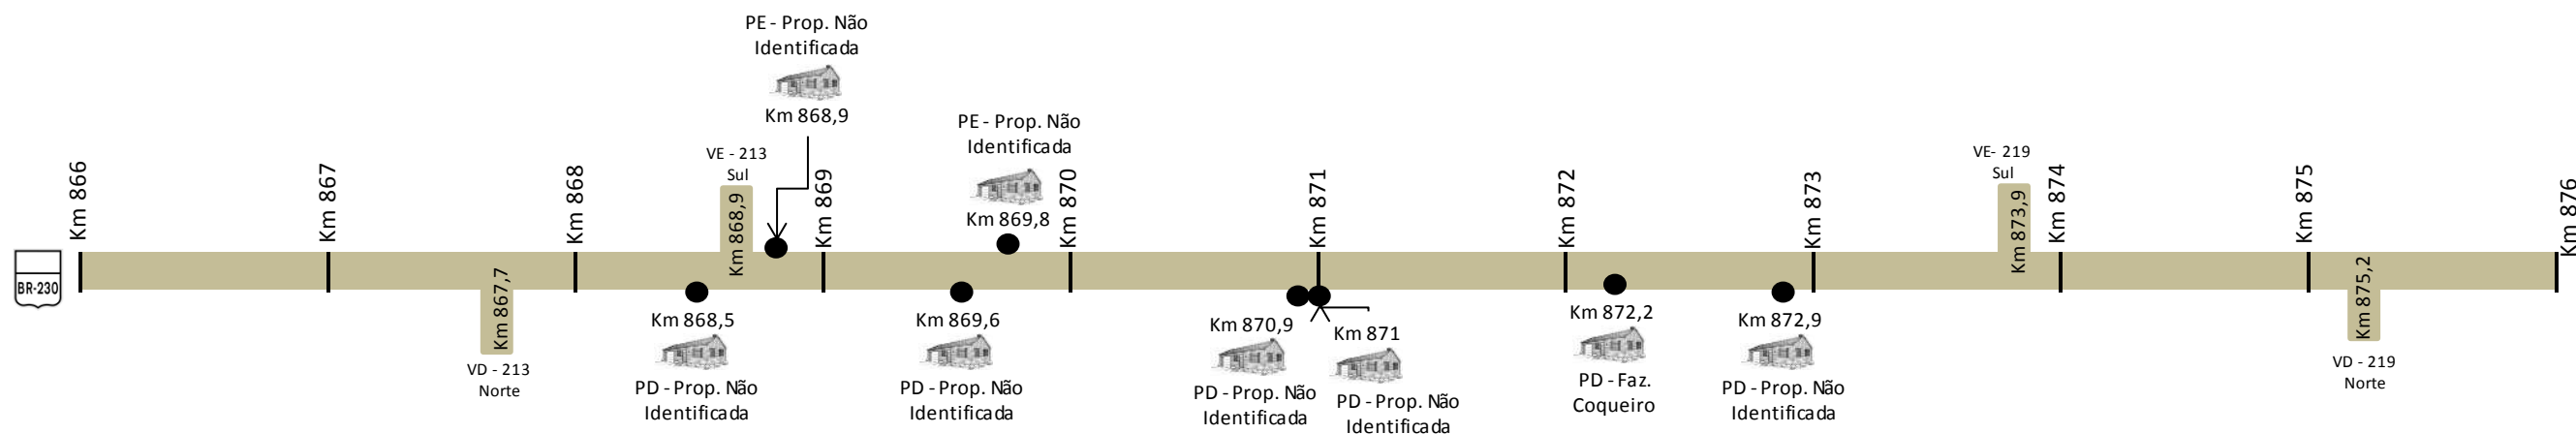 PE - Prop. Não
Identificada
Km 868,9
PE - Prop. Não
Identificada
Km 869,8
VE - 213
Sul
Km 868,9
VE- 219
Sul
Km 873,9
Km 866
Km 867
Km 868
Km 869
Km 870
Km 871
Km 872
Km 873
Km 874
Km 875
Km 876
BR-230
Km 867,7
VD - 213
Norte
Km 868,5
PD - Prop. Não
Identificada
Km 869,6
PD - Prop. Não
Identificada
Km 870,9
PD - Prop. Não
Identificada
Km 871
PD - Prop. Não
Identificada
Km 872,2
PD - Faz.
Coqueiro
Km 872,9
PD - Prop. Não
Identificada
Km 875,2
VD - 219
Norte